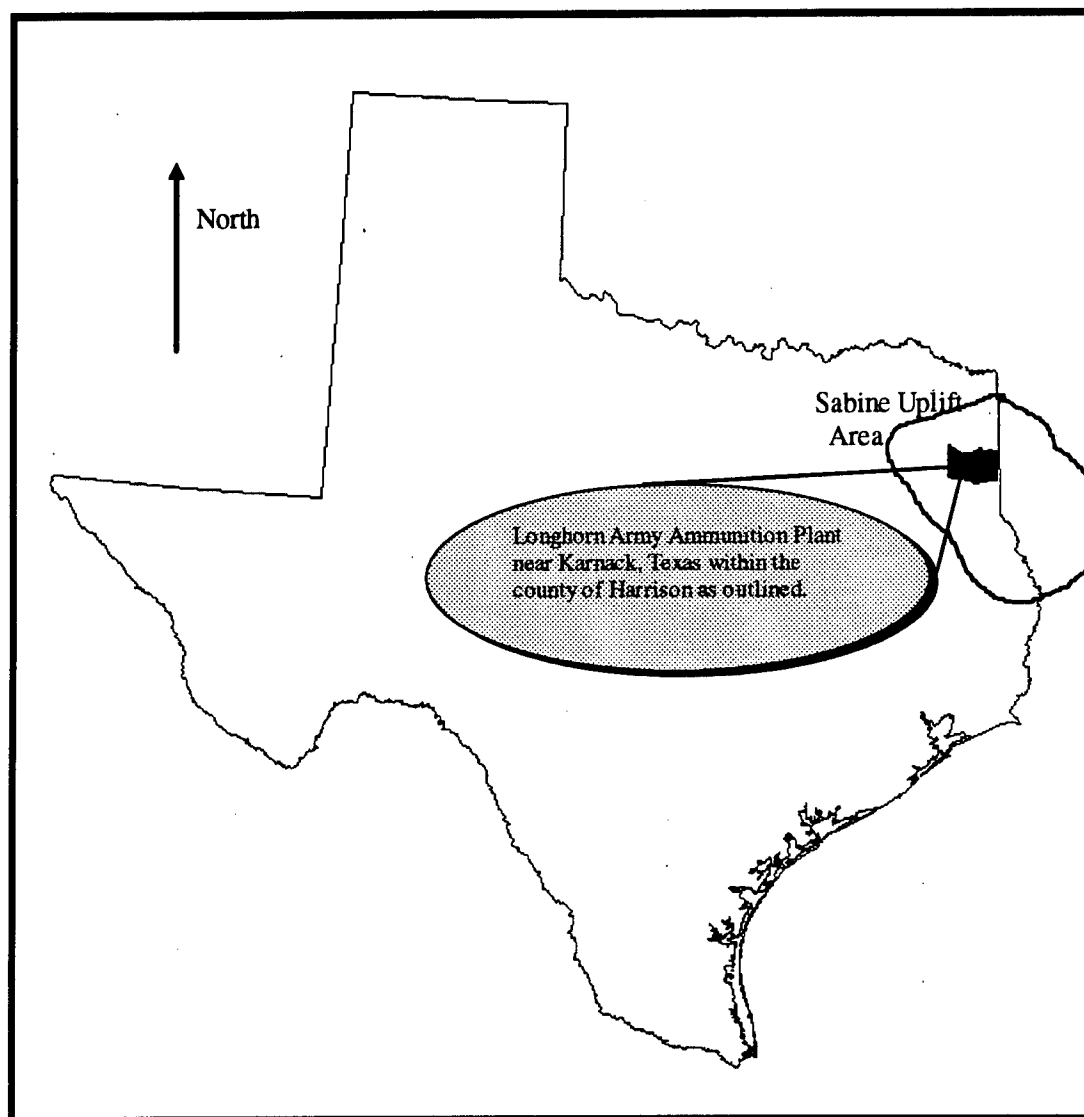 North
Sabine Uplift
Area
Longhorn Army Ammunition Plant
near Karnack, Texas within the
county of Harrison as outlined.